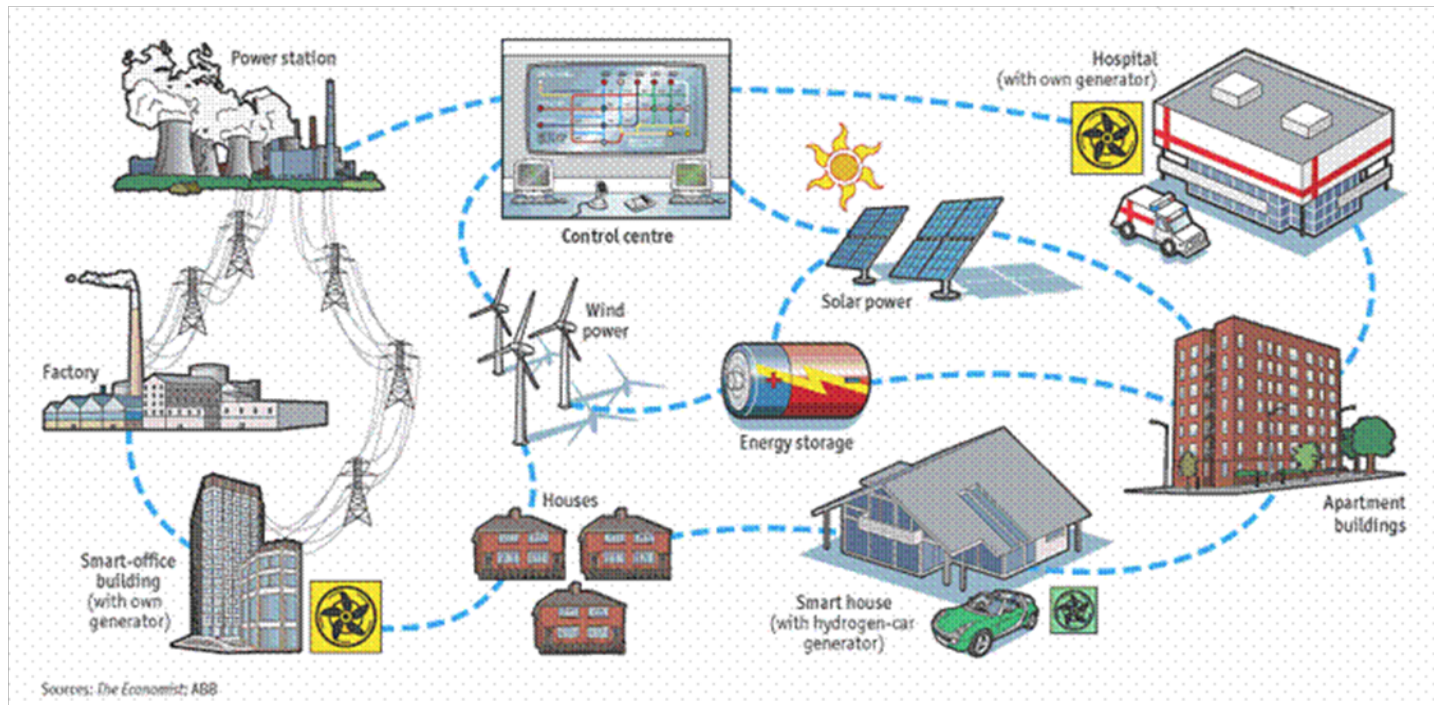 Power station
Hospital
(with own generator)
Control centre
Solar power
Wind
power
Factory
Energy storage
Houses
Apartment
buildings
Smart-office
building
(with own
generator)
Smart house
(with hydrogen-car
generator)
Sources: The Economist; ABB